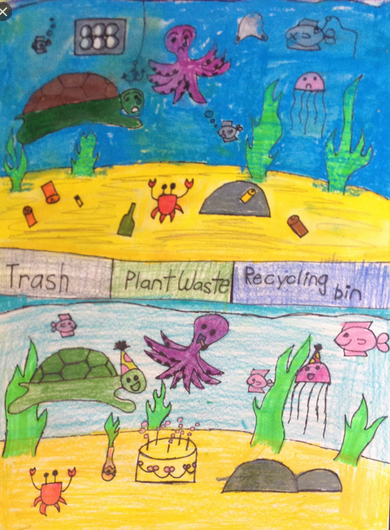 Trash
Plant Waste
Recycling
bin